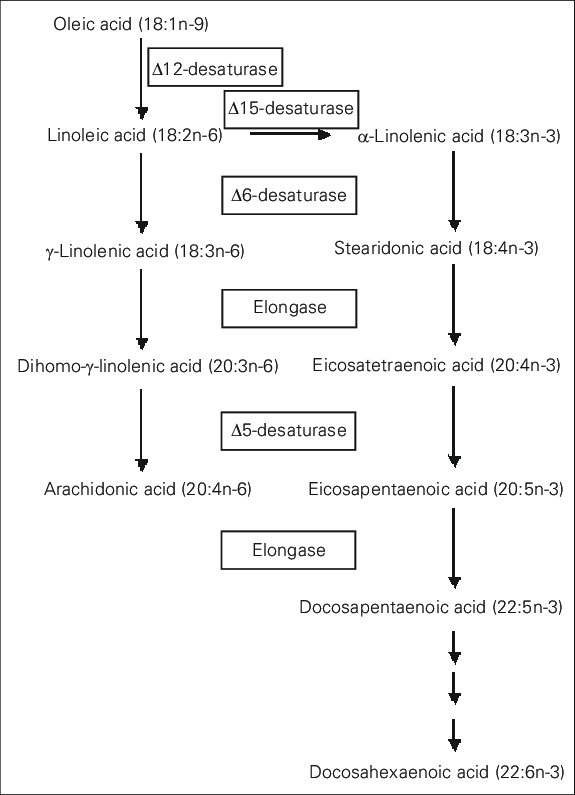 Oleic acid (18:1n-9)
Δ12-desaturase
Δ15-desaturase
Linoleic acid (18:2n-6)
α-Linolenic acid (18:3n-3)
Δ6-desaturase
γ-Linolenic acid (18:3n-6)
Stearidonic acid (18:4n-3)
Elongase
Dihomo-γ-linolenic acid (20:3n-6)
Eicosatetraenoic acid (20:4n-3)
Δ5-desaturase
Arachidonic acid (20:4n-6)
Eicosapentaenoic acid (20:5n-3)
Elongase
Docosapentaenoic acid (22:5n-3)
Docosahexaenoic acid (22:6n-3)